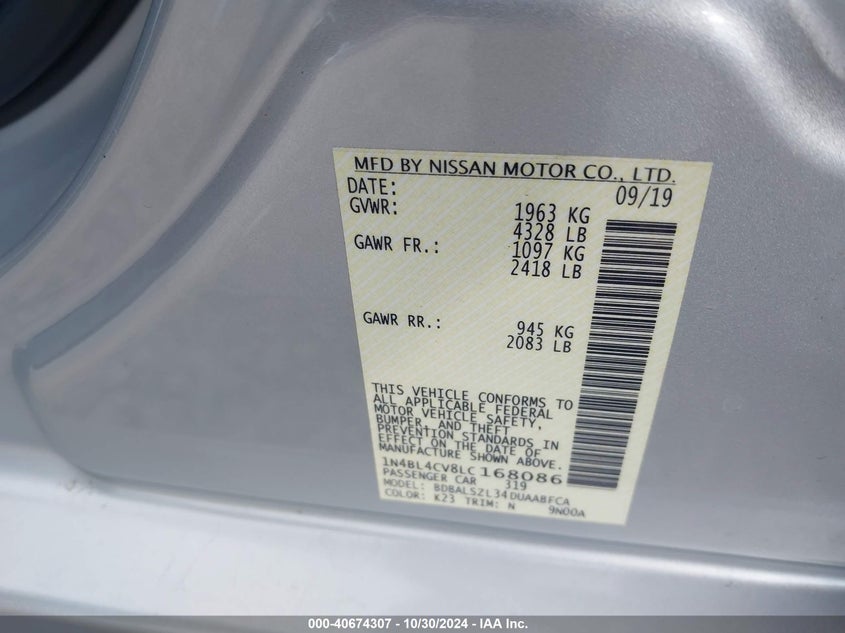 MFD BY NISSAN MOTOR CO., LTD.
DATE: 09/19
GVWR: 1963 KG
4328 LB
GAWR FR.: 1097 KG
2418 LB
GAWR RR.: 945 KG
2083 LB
THIS VEHICLE CONFORMS TO
ALL APPLICABLE FEDERAL
MOTOR VEHICLE SAFETY,
BUMPER, AND THEFT
PREVENTION STANDARDS IN
EFFECT ON THE DATE OF
MANUFACTURE SHOWN ABOVE.
1N4BL4CV8LC168086
PASSENGER CAR 319
MODEL: BDBALSZL34DUAABFCA
COLOR: K23 TRIM: N 9N00A
000-40674307 - 10/30/2024 - IAA Inc.